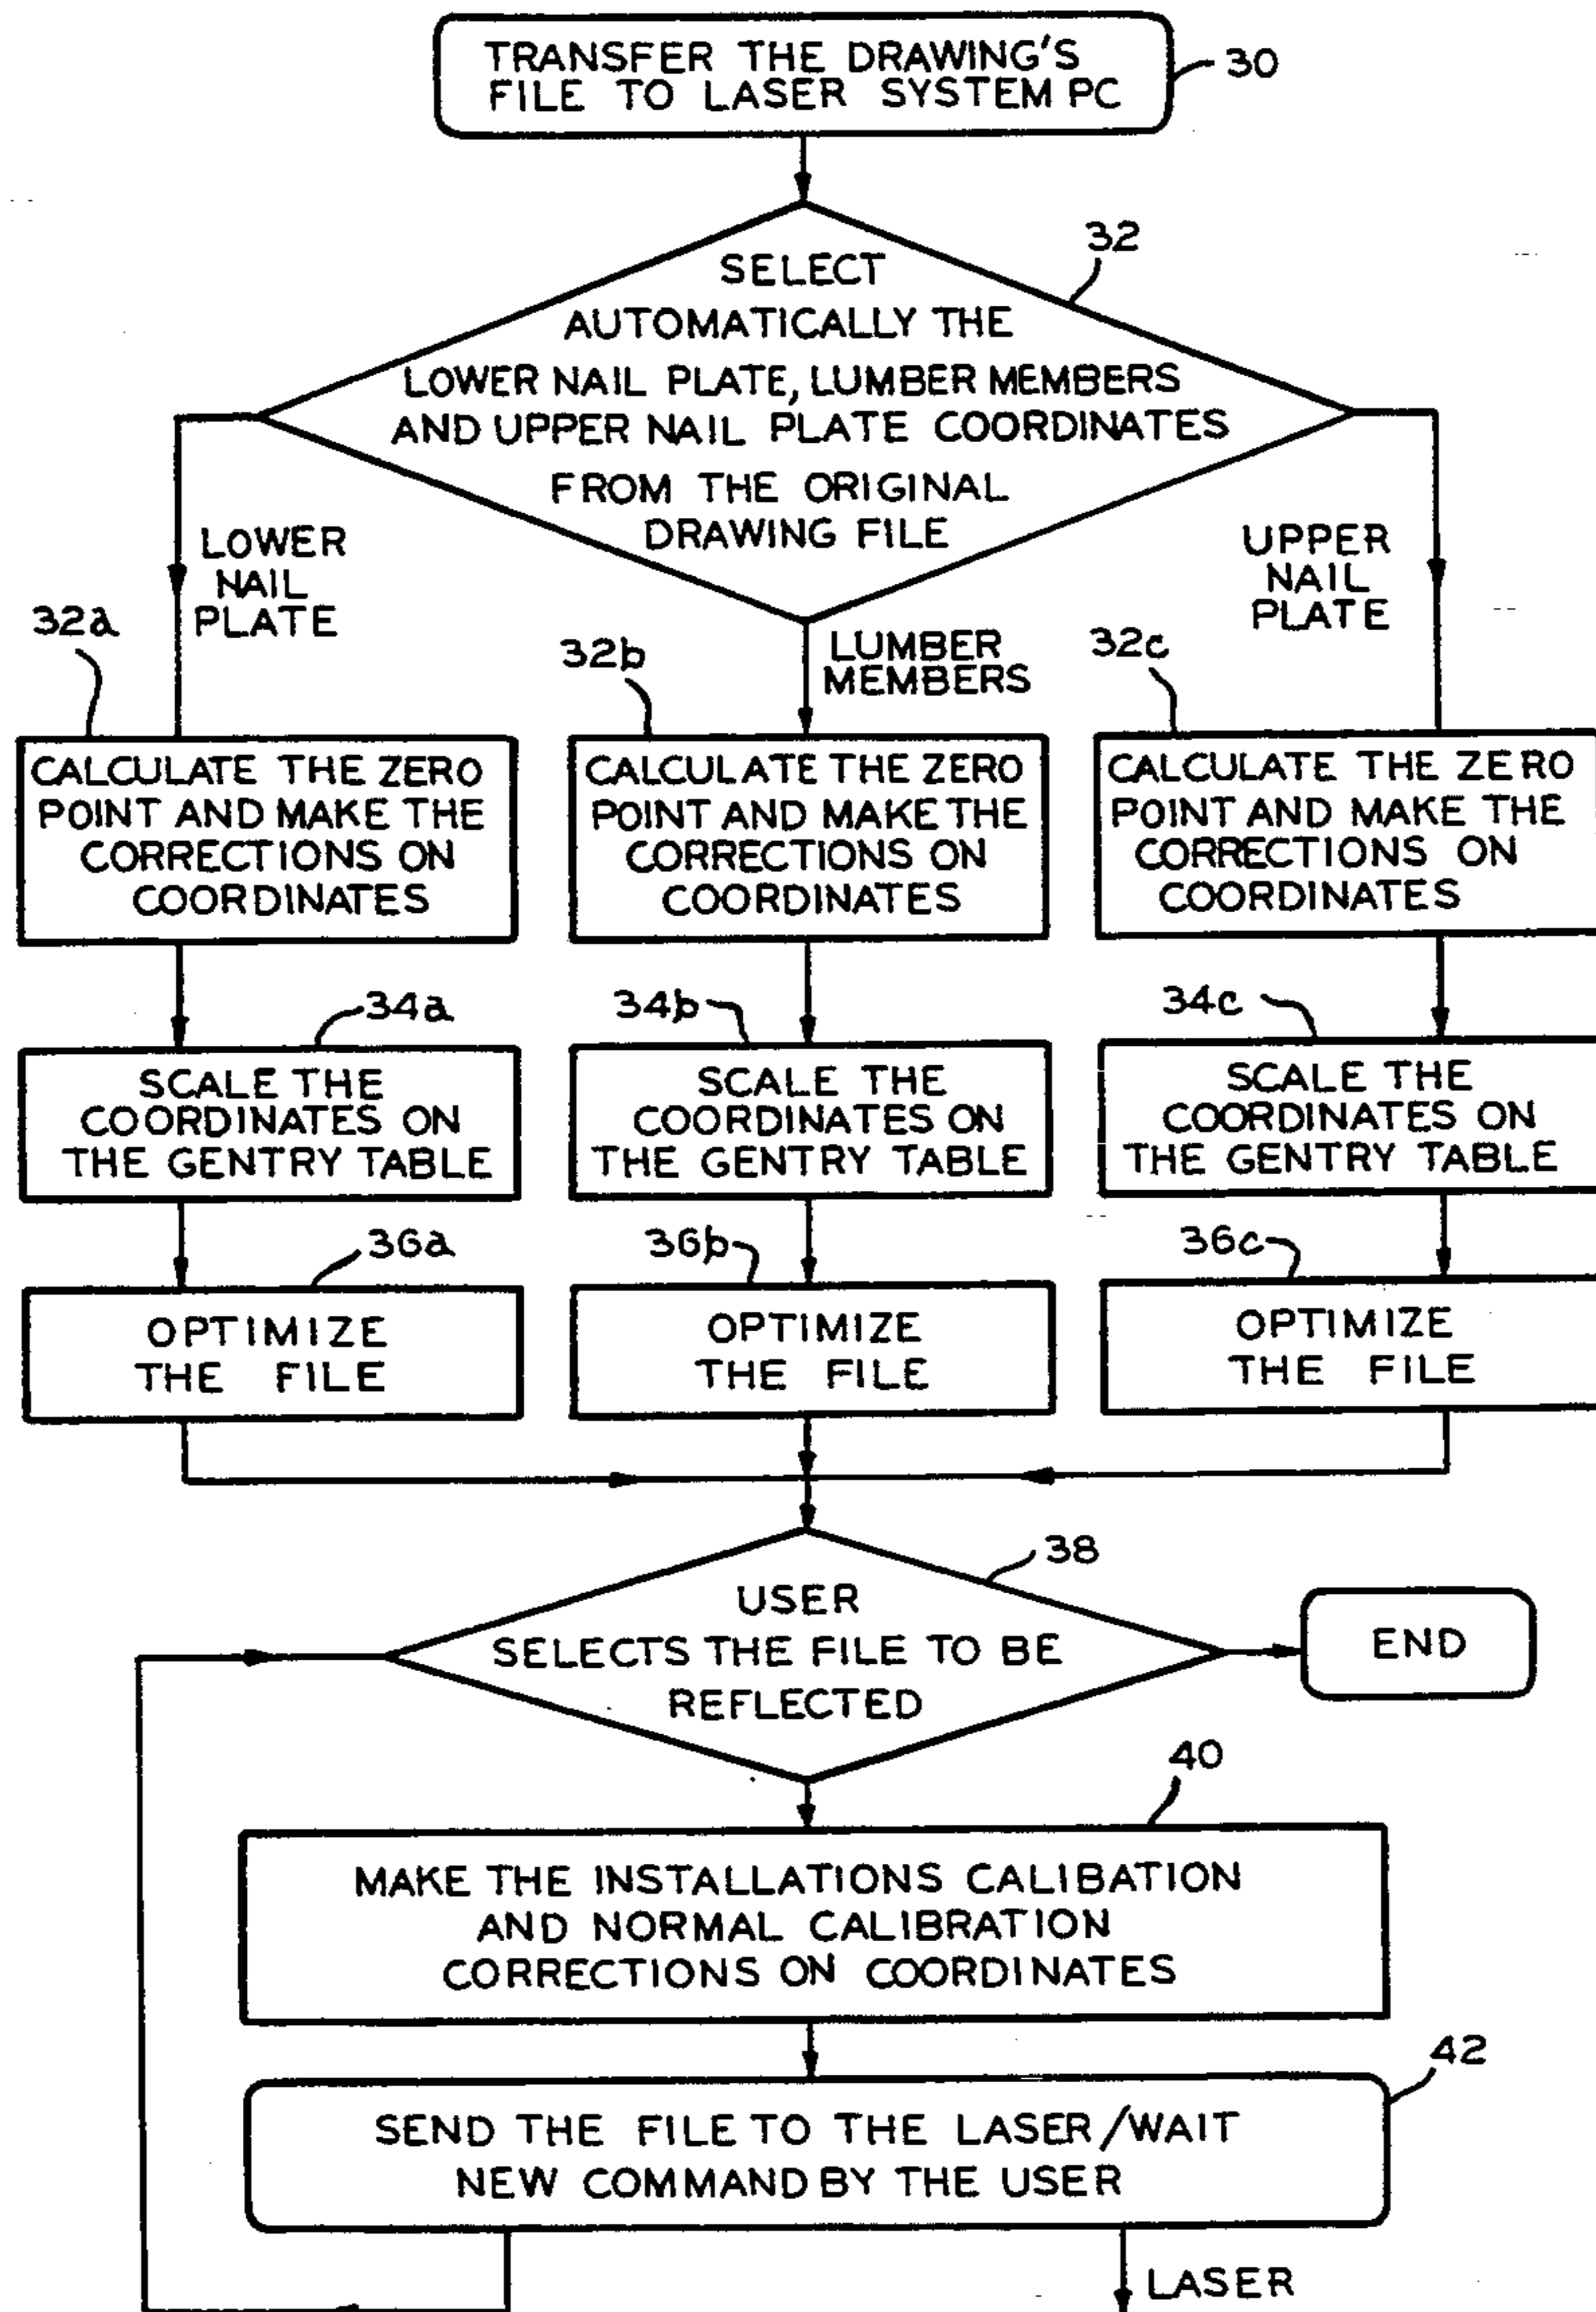 TRANSFER THE DRAWING'S
FILE TO LASER SYSTEM PC
30
32
SELECT
AUTOMATICALLY THE
LOWER NAIL PLATE, LUMBER MEMBERS
AND UPPER NAIL PLATE COORDINATES
FROM THE ORIGINAL
DRAWING FILE
LOWER
NAIL
PLATE
LUMBER
MEMBERS
UPPER
NAIL
PLATE
32a
CALCULATE THE ZERO
POINT AND MAKE THE
CORRECTIONS ON
COORDINATES
32b
CALCULATE THE ZERO
POINT AND MAKE THE
CORRECTIONS ON
COORDINATES
32c
CALCULATE THE ZERO
POINT AND MAKE THE
CORRECTIONS ON
COORDINATES
34a
SCALE THE
COORDINATES ON
THE GENTRY TABLE
34b
SCALE THE
COORDINATES ON
THE GENTRY TABLE
34c
SCALE THE
COORDINATES ON
THE GENTRY TABLE
36a
OPTIMIZE
THE FILE
36b
OPTIMIZE
THE FILE
36c
OPTIMIZE
THE FILE
38
USER
SELECTS THE FILE TO BE
REFLECTED
END
40
MAKE THE INSTALLATIONS CALIBATION
AND NORMAL CALIBRATION
CORRECTIONS ON COORDINATES
42
SEND THE FILE TO THE LASER/WAIT
NEW COMMAND BY THE USER
LASER